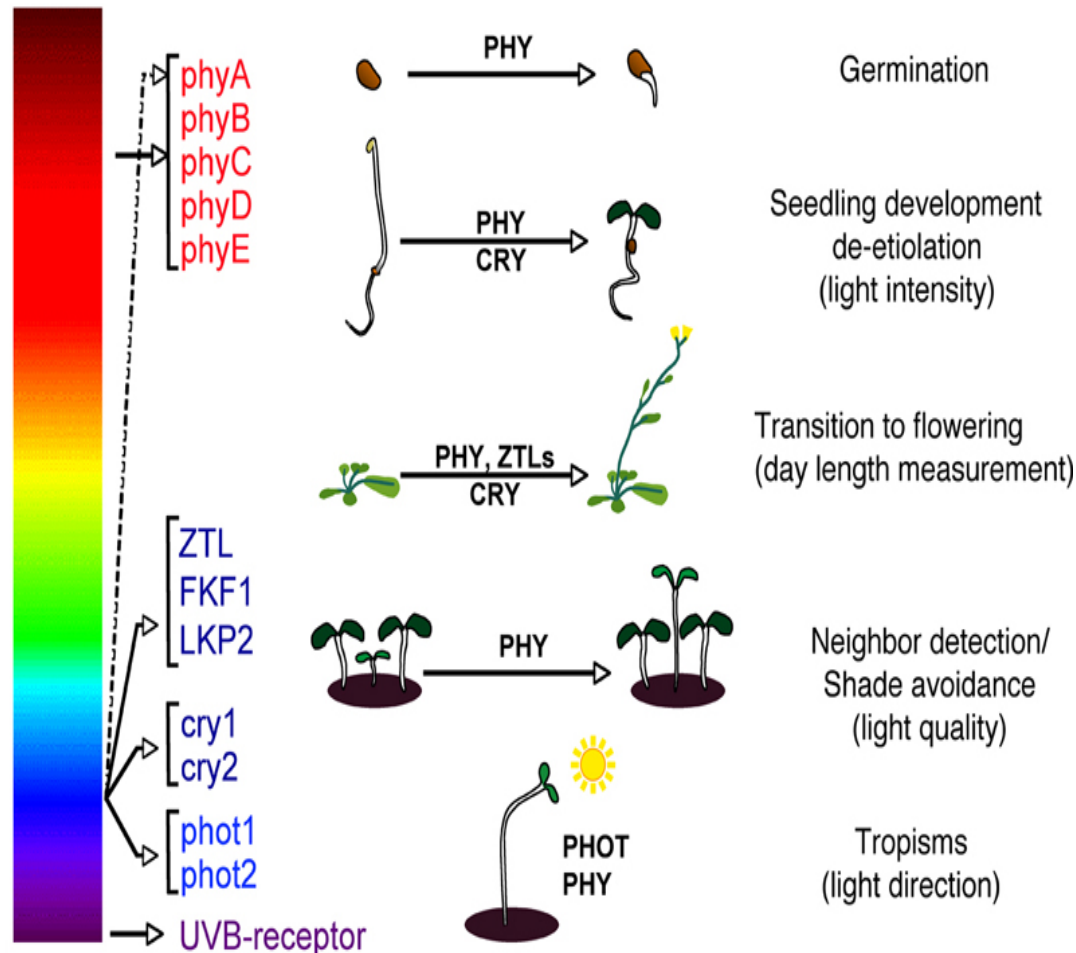 phyA
phyB
phyC
phyD
phyE
ZTL
FKF1
LKP2
cry1
cry2
phot1
phot2
UVB-receptor
PHY
Germination
PHY
CRY
Seedling development
de-etiolation
(light intensity)
PHY, ZTLs
CRY
Transition to flowering
(day length measurement)
PHY
Neighbor detection/
Shade avoidance
(light quality)
PHOT
PHY
Tropisms
(light direction)